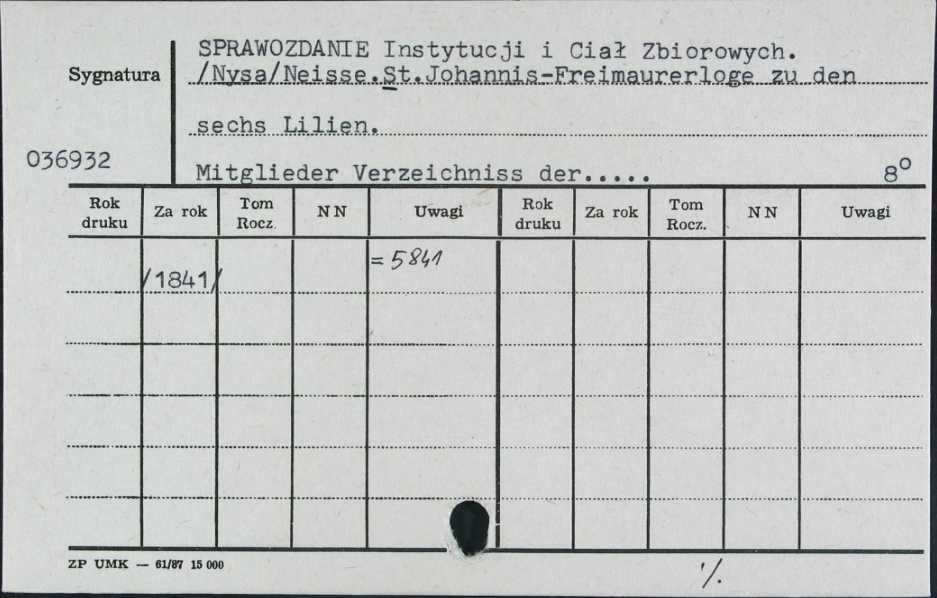 SPRAWOZDANIE Instytucji i Ciał Zbiorowych.
Sygnatura /Nysa/Neisse.St.Johannis-Freimaurerloge zu den
sechs Lilien.
036932 Mitglieder Verzeichniss der..... 8°
Rok druku Za rok Tom Rocz. NN Uwagi Rok druku Za rok Tom Rocz. NN Uwagi
/1841/ = 5841
ZP UMK — 61/87 15 000
·/.